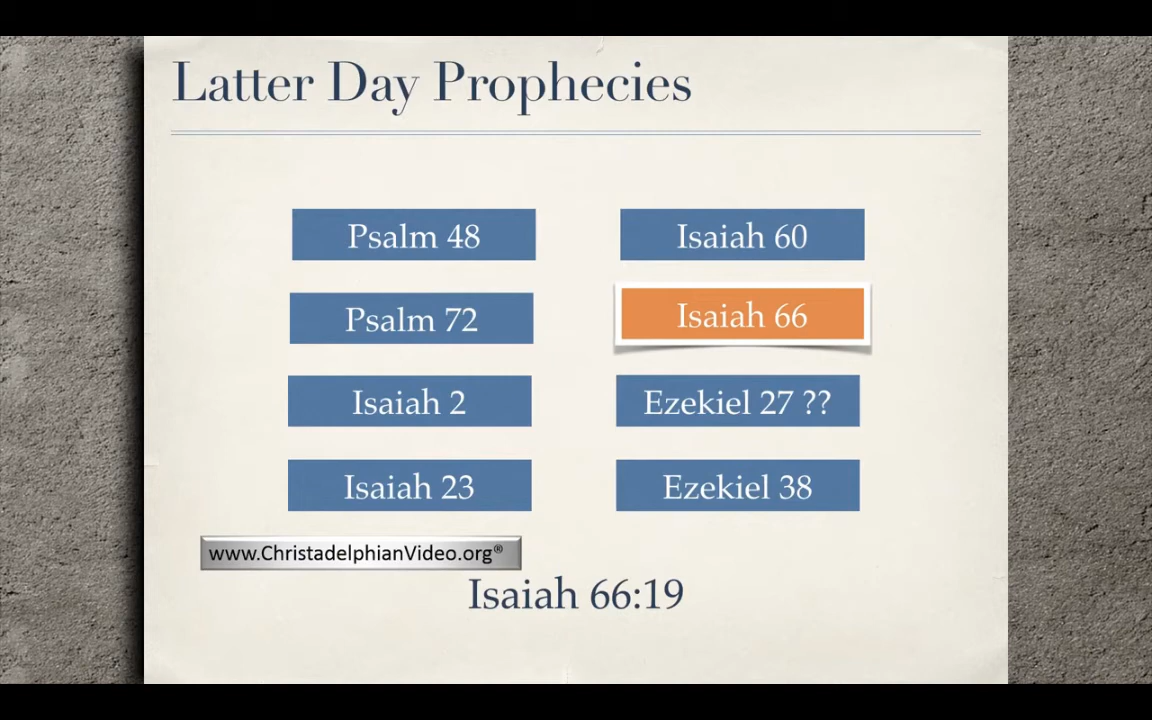 Latter Day Prophecies
Psalm 48
Isaiah 60
Psalm 72
Isaiah 66
Isaiah 2
Ezekiel 27 ??
Isaiah 23
Ezekiel 38
www.ChristadelphianVideo.org®
Isaiah 66:19